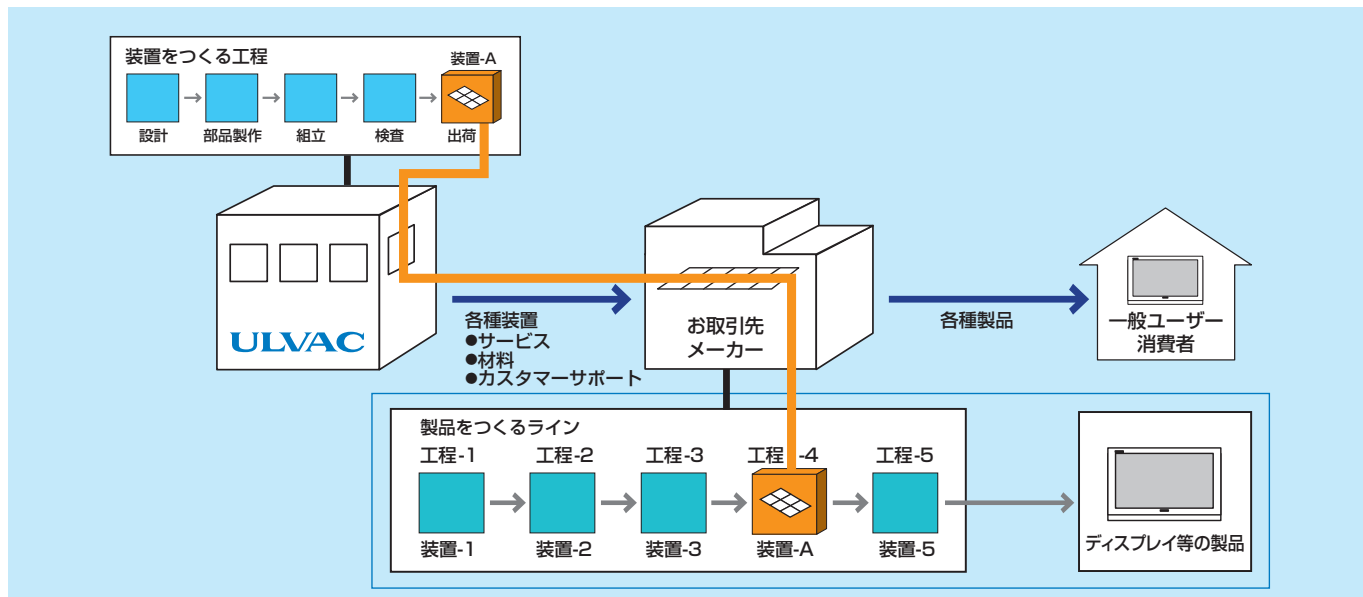 装置をつくる工程
装置-A
設計
部品製作
組立
検査
出荷
ULVAC
各種装置
●サービス
●材料
●カスタマーサポート
お取引先
メーカー
各種製品
一般ユーザー
消費者
製品をつくるライン
工程-1
工程-2
工程-3
工程-4
工程-5
装置-1
装置-2
装置-3
装置-A
装置-5
ディスプレイ等の製品